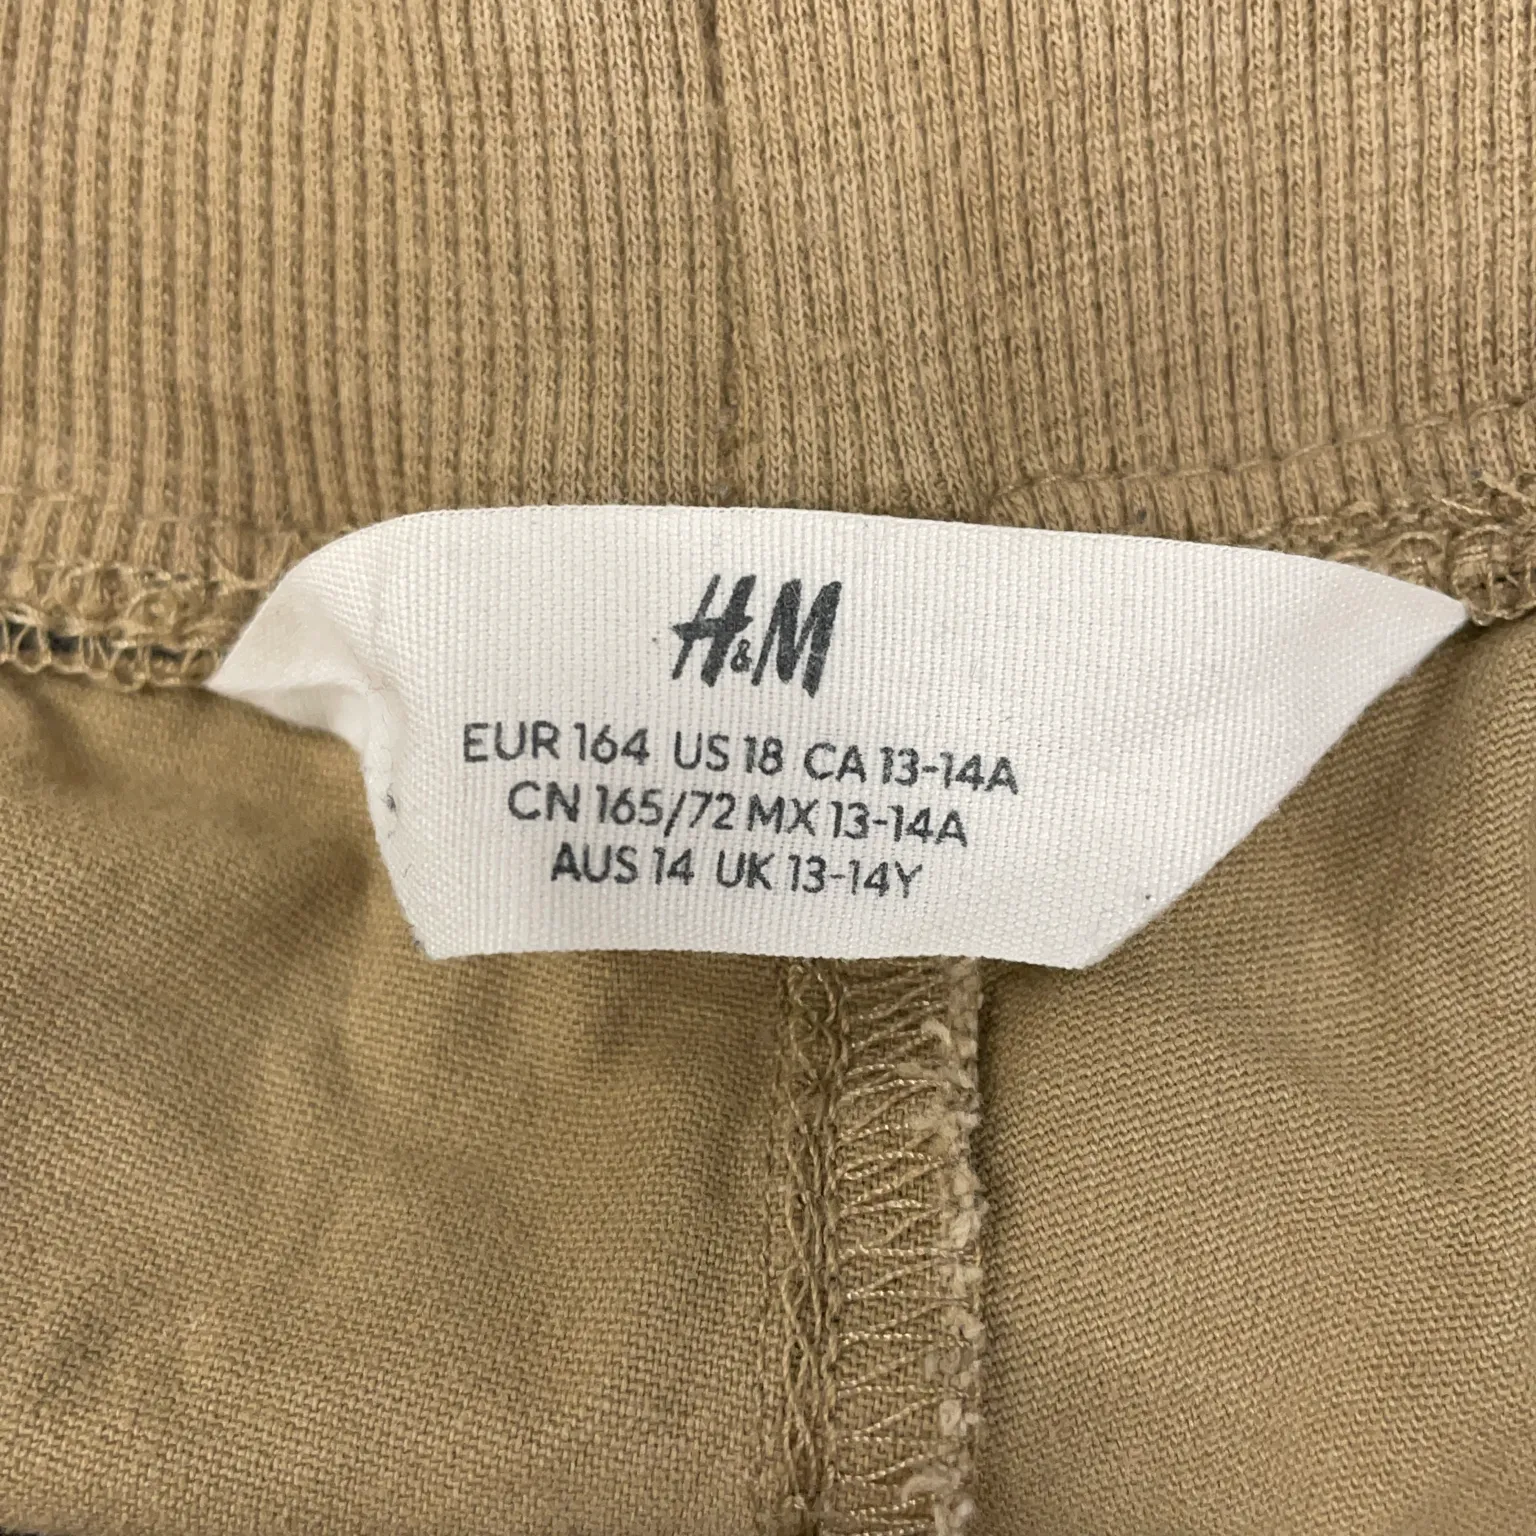 H&M
EUR 164 US 18 CA 13-14A
CN 165/72 MX 13-14A
AUS 14 UK 13-14Y